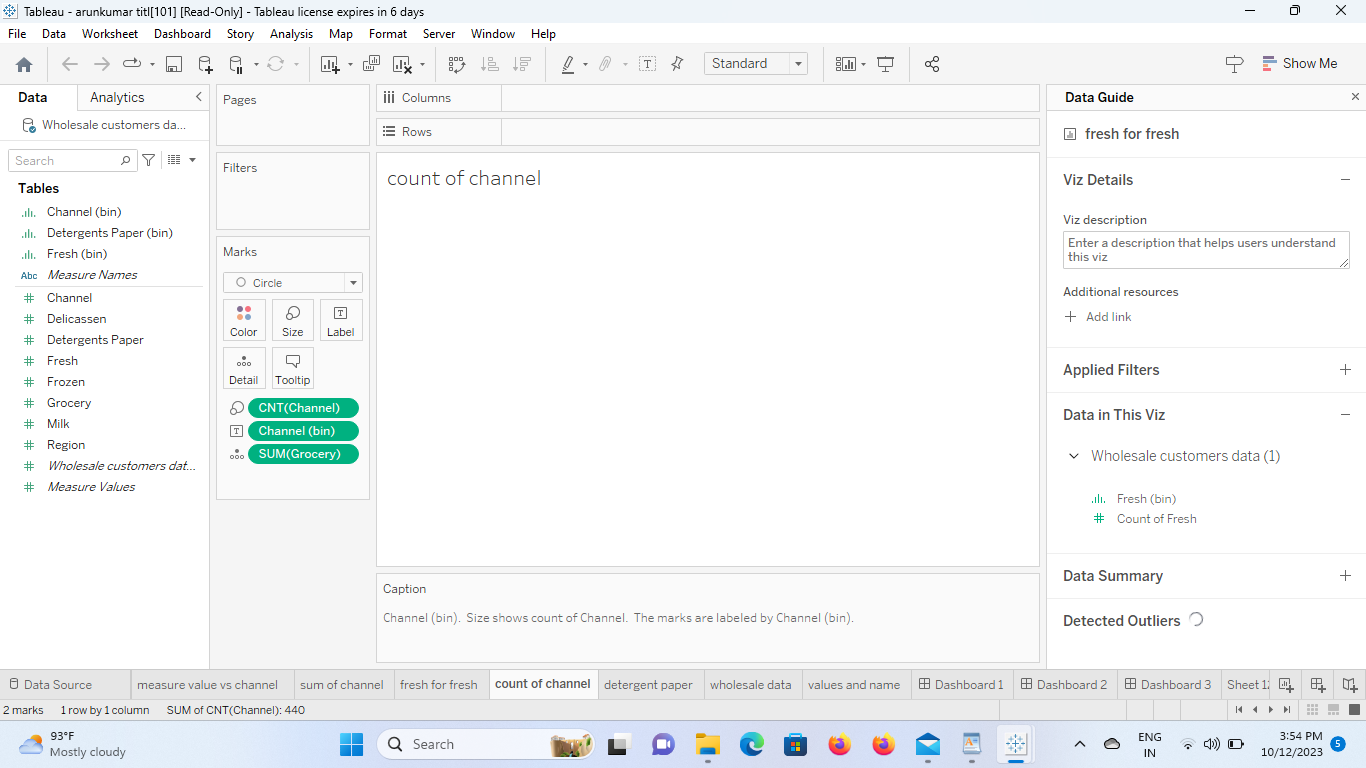 Tableau - arunkumar titl[101] [Read-Only] - Tableau license expires in 6 days
File Data Worksheet Dashboard Story Analysis Map Format Server Window Help
Standard
Show Me
Data Analytics
Wholesale customers da...
Search
Tables
Channel (bin)
Detergents Paper (bin)
Fresh (bin)
Abc Measure Names
Channel
Delicassen
Detergents Paper
Fresh
Frozen
Grocery
Milk
Region
Wholesale customers dat...
Measure Values
Pages
Filters
Marks
Circle
Color Size Label
Detail Tooltip
CNT(Channel)
Channel (bin)
SUM(Grocery)
Columns
Rows
count of channel
Caption
Channel (bin). Size shows count of Channel. The marks are labeled by Channel (bin).
Data Guide
fresh for fresh
Viz Details
Viz description
Enter a description that helps users understand
this viz
Additional resources
Add link
Applied Filters
Data in This Viz
Wholesale customers data (1)
Fresh (bin)
Count of Fresh
Data Summary
Detected Outliers
Data Source measure value vs channel sum of channel fresh for fresh count of channel detergent paper wholesale data values and name Dashboard 1 Dashboard 2 Dashboard 3 Sheet 12
2 marks 1 row by 1 column SUM of CNT(Channel): 440
93°F
Mostly cloudy
Search
ENG
IN
3:54 PM
10/12/2023
5